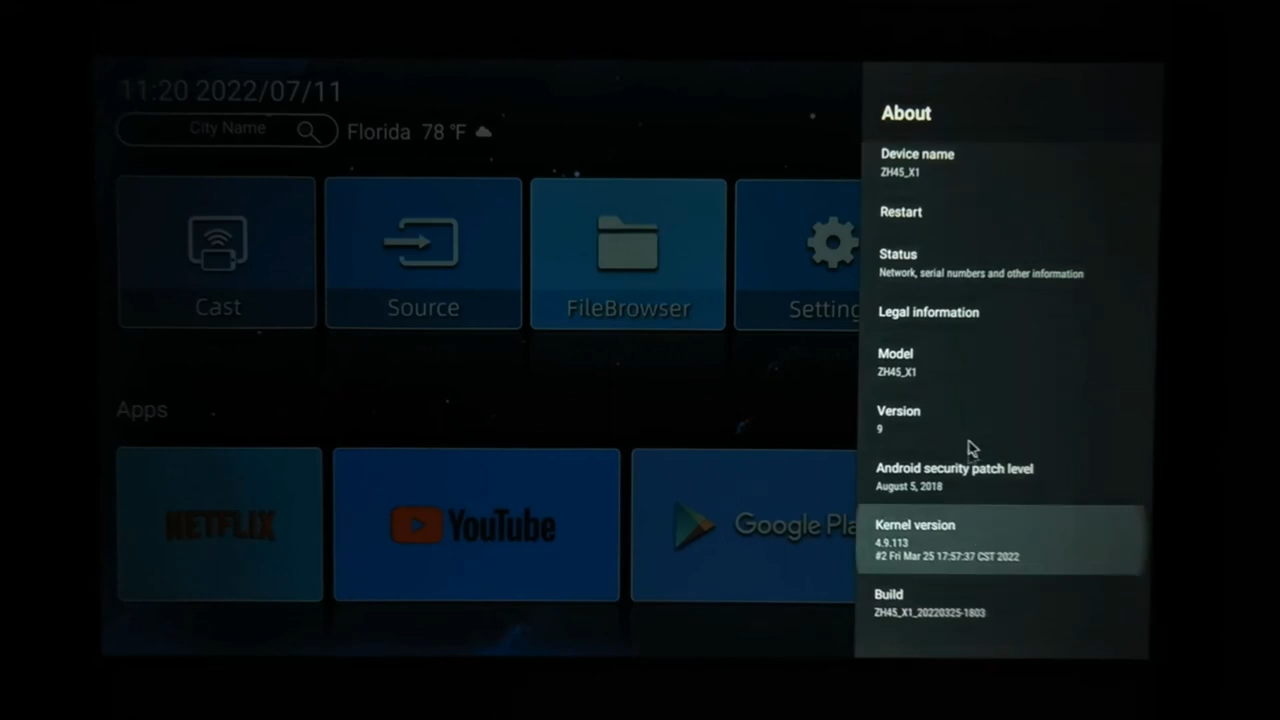 11:20 2022/07/11
City Name
Florida 78 °F
Cast
Source
FileBrowser
Setting
Apps
NETFLIX
YouTube
Google Pla
About
Device name
ZH45_X1
Restart
Status
Network, serial numbers and other information
Legal information
Model
ZH45_X1
Version
9
Android security patch level
August 5, 2018
Kernel version
4.9.113
#2 Fri Mar 25 17:57:37 CST 2022
Build
ZH45_X1_20220325-1803